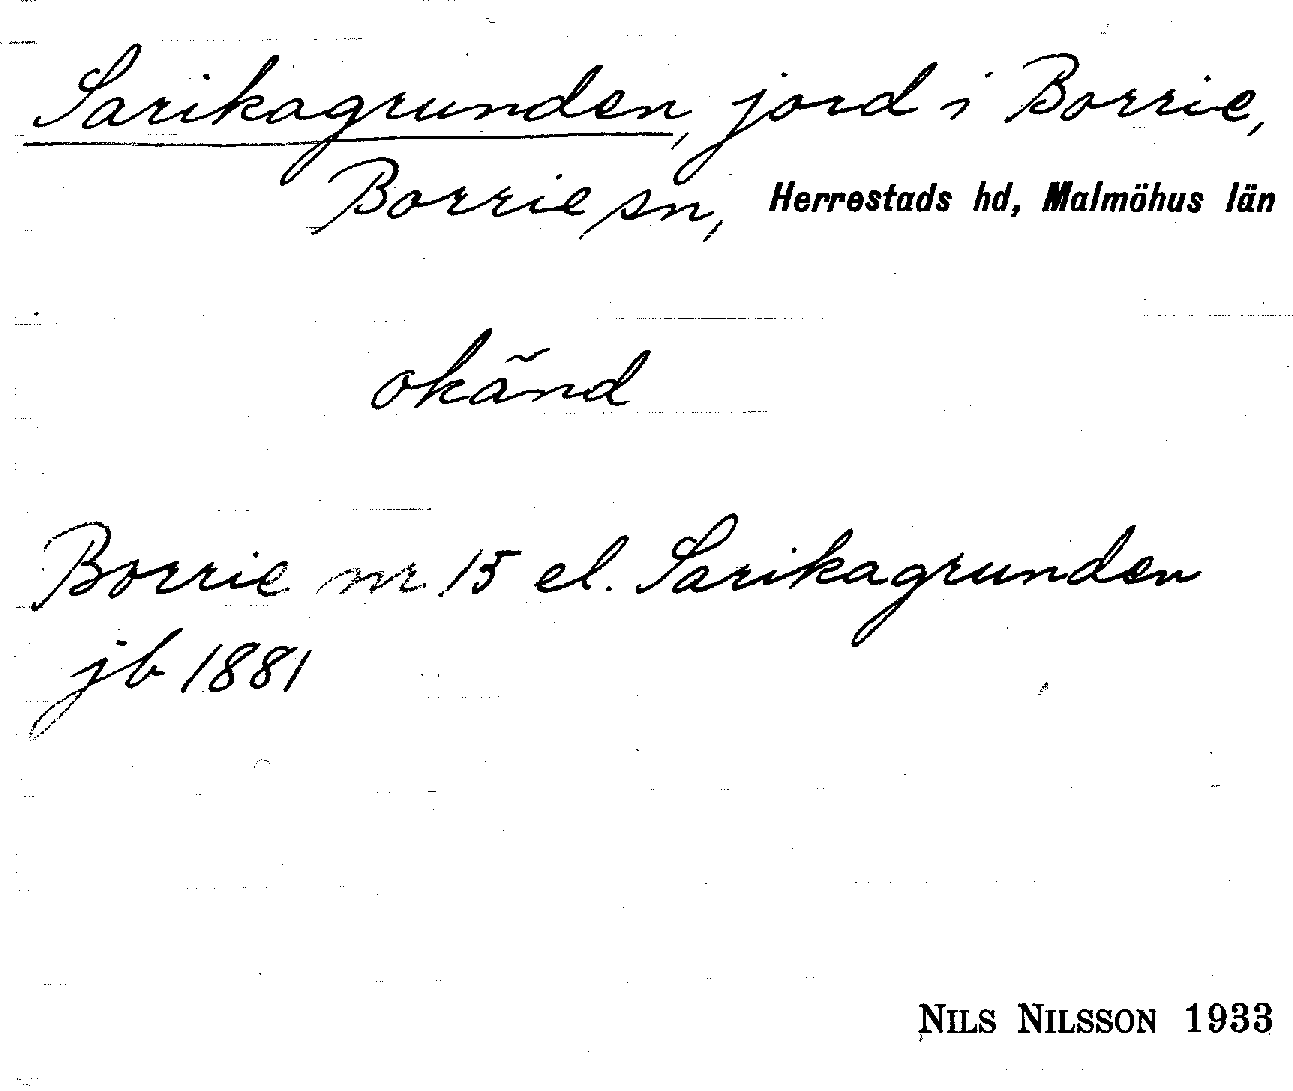 Sarikagrunden, jord i Borrie,
Borrie sn, Herrestads hd, Malmöhus län
okänd
Borrie nr 15 el. Sarikagrunden
jb 1881
NILS NILSSON 1933